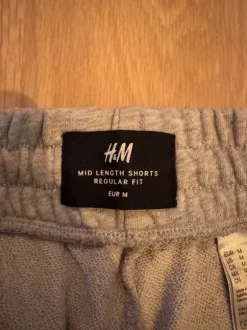 H&M
MID LENGTH SHORTS
REGULAR FIT
EUR M